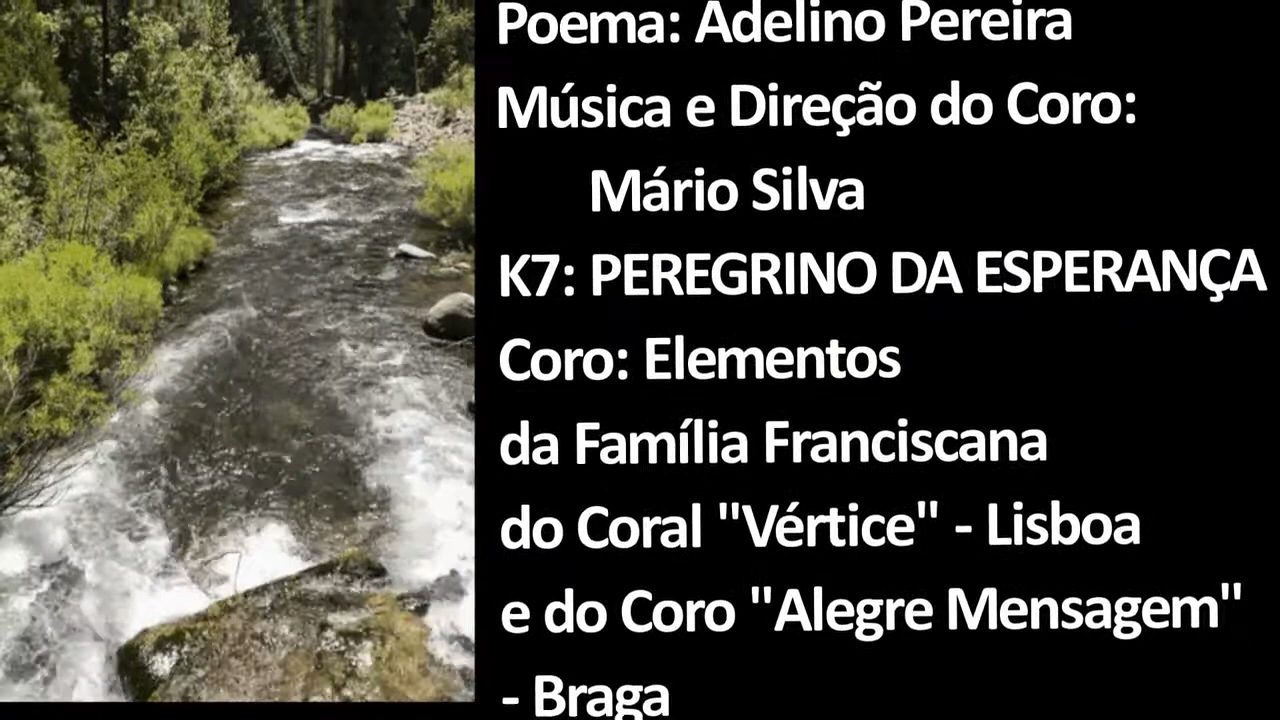 Poema: Adelino Pereira
Música e Direção do Coro:
Mário Silva
K7: PEREGRINO DA ESPERANÇA
Coro: Elementos
da Família Franciscana
do Coral "Vértice" - Lisboa
e do Coro "Alegre Mensagem"
- Braga